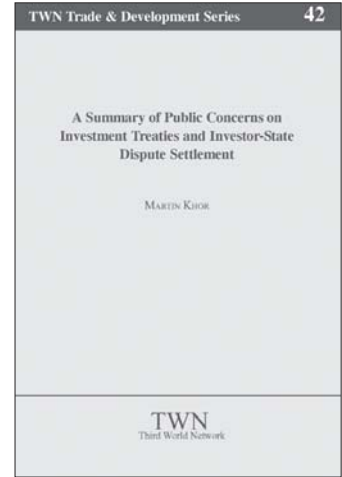 TWN Trade & Development Series 42
A Summary of Public Concerns on
Investment Treaties and Investor-State
Dispute Settlement
MARTIN KHOR
TWN
Third World Network